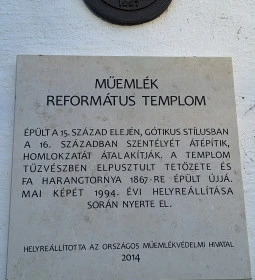 MŰEMLÉK
REFORMÁTUS TEMPLOM
ÉPÜLT A 15. SZÁZAD ELEJÉN, GÓTIKUS STÍLUSBAN
A 16. SZÁZADBAN SZENTÉLYÉT ÁTÉPÍTIK,
HOMLOKZATÁT ÁTALAKÍTJÁK. A TEMPLOM
TŰZVÉSZBEN ELPUSZTULT TETŐZETE ÉS
FA HARANGTORNYA 1867-RE ÉPÜLT ÚJJÁ.
MAI KÉPÉT 1994. ÉVI HELYREÁLLÍTÁSA
SORÁN NYERTE EL.
HELYREÁLLÍTOTTA AZ ORSZÁGOS MŰEMLÉKVÉDELMI HIVATAL
2014